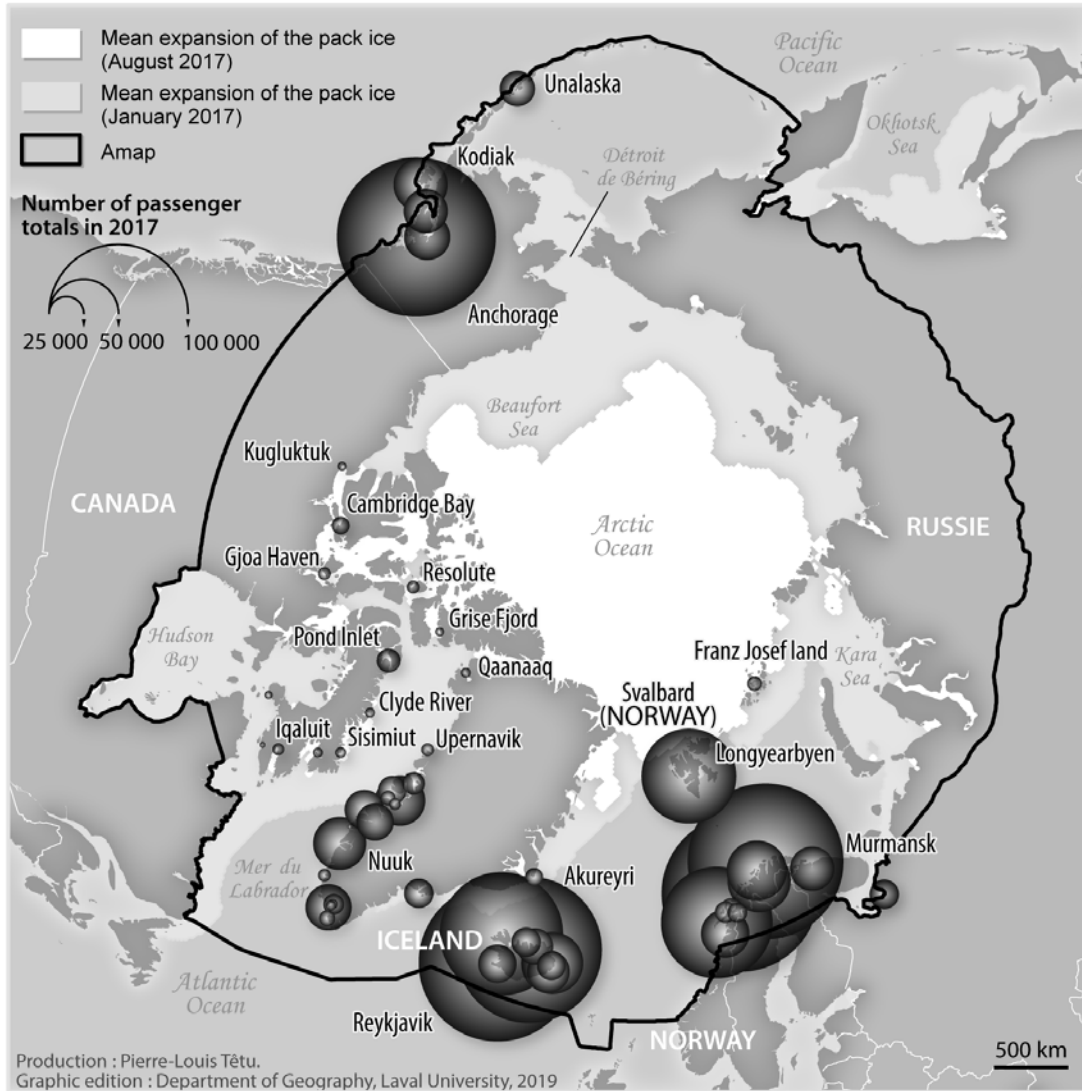 Mean expansion of the pack ice
(August 2017)
Mean expansion of the pack ice
(January 2017)
Amap
Number of passenger
totals in 2017
25 000
50 000
100 000
Pacific
Ocean
Unalaska
Okhotsk
Sea
Kodiak
Détroit
de Béring
Anchorage
Beaufort
Sea
Kugluktuk
CANADA
Cambridge Bay
Arctic
Ocean
RUSSIE
Gjoa Haven
Resolute
Grise Fjord
Hudson
Bay
Pond Inlet
Qaanaaq
Franz Josef land
Kara
Sea
Svalbard
(NORWAY)
Clyde River
Iqaluit
Sisimiut
Upernavik
Longyearbyen
Murmansk
Nuuk
Mer du
Labrador
Akureyri
ICELAND
Atlantic
Ocean
Reykjavik
NORWAY
500 km
Production : Pierre-Louis Têtu.
Graphic edition : Department of Geography, Laval University, 2019